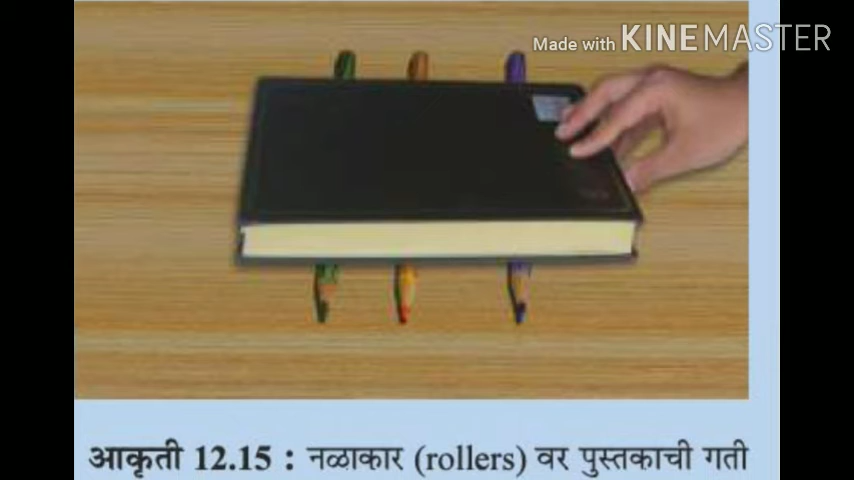 Made with KINEMASTER
आकृती 12.15 : नळाकार (rollers) वर पुस्तकाची गती